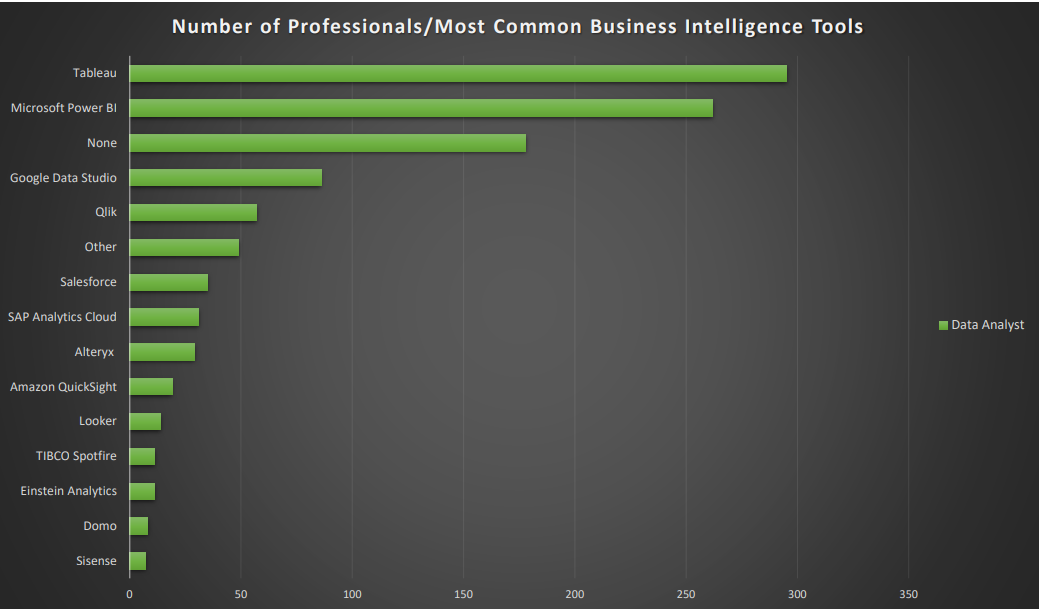 Number of Professionals/Most Common Business Intelligence Tools
Tableau
Microsoft Power BI
None
Google Data Studio
Qlik
Other
Salesforce
SAP Analytics Cloud
Alteryx
Amazon QuickSight
Looker
TIBCO Spotfire
Einstein Analytics
Domo
Sisense
0 50 100 150 200 250 300 350
Data Analyst